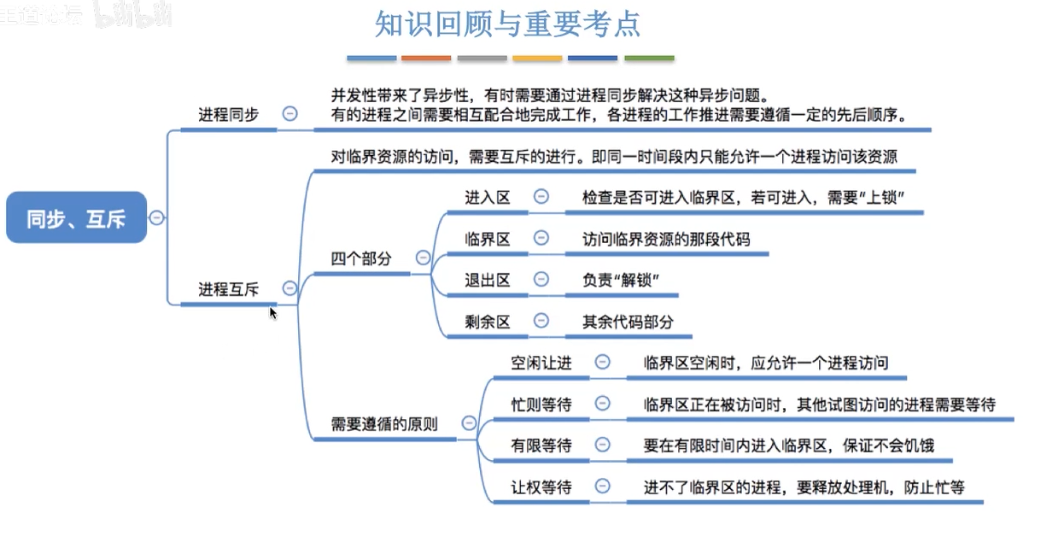 知识回顾与重要考点
同步、互斥
进程同步
并发性带来了异步性，有时需要通过进程同步解决这种异步问题。
有的进程之间需要相互配合地完成工作，各进程的工作推进需要遵循一定的先后顺序。
进程互斥
对临界资源的访问，需要互斥的进行。即同一时间段内只能允许一个进程访问该资源
四个部分
进入区
检查是否可进入临界区，若可进入，需要“上锁”
临界区
访问临界资源的那段代码
退出区
负责“解锁”
剩余区
其余代码部分
需要遵循的原则
空闲让进
临界区空闲时，应允许一个进程访问
忙则等待
临界区正在被访问时，其他试图访问的进程需要等待
有限等待
要在有限时间内进入临界区，保证不会饥饿
让权等待
进不了临界区的进程，要释放处理机，防止忙等